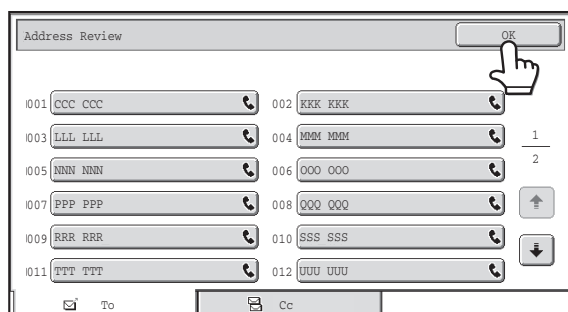 Address Review OK
001 CCC CCC 002 KKK KKK
003 LLL LLL 004 MMM MMM
005 NNN NNN 006 OOO OOO
007 PPP PPP 008 QQQ QQQ
009 RRR RRR 010 SSS SSS
011 TTT TTT 012 UUU UUU
1
2
To Cc